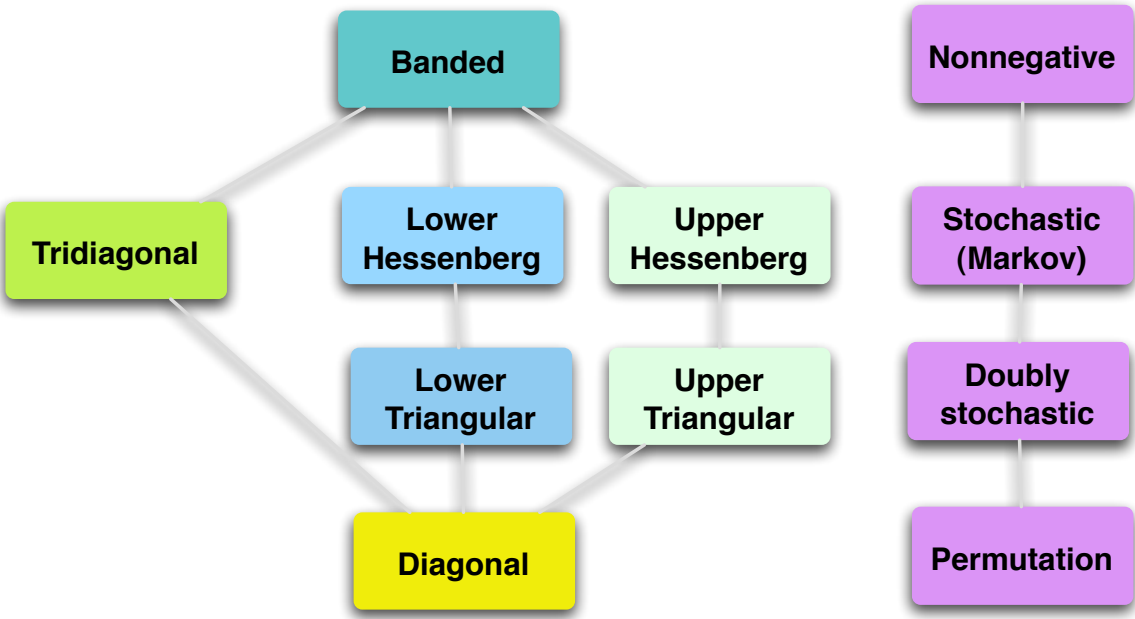 Banded
Nonnegative
Tridiagonal
Lower
Hessenberg
Upper
Hessenberg
Stochastic
(Markov)
Lower
Triangular
Upper
Triangular
Doubly
stochastic
Diagonal
Permutation